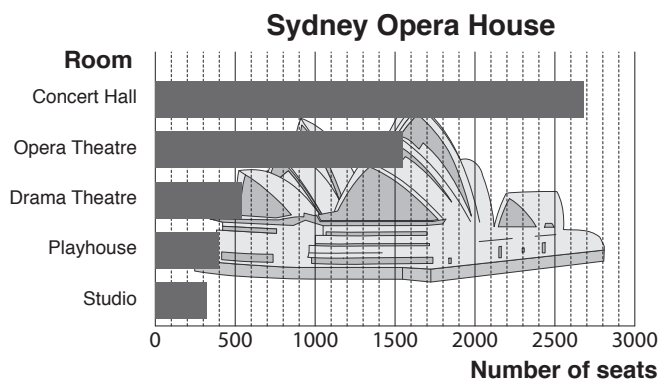 Sydney Opera House
Room
Concert Hall
Opera Theatre
Drama Theatre
Playhouse
Studio
0 500 1000 1500 2000 2500 3000
Number of seats